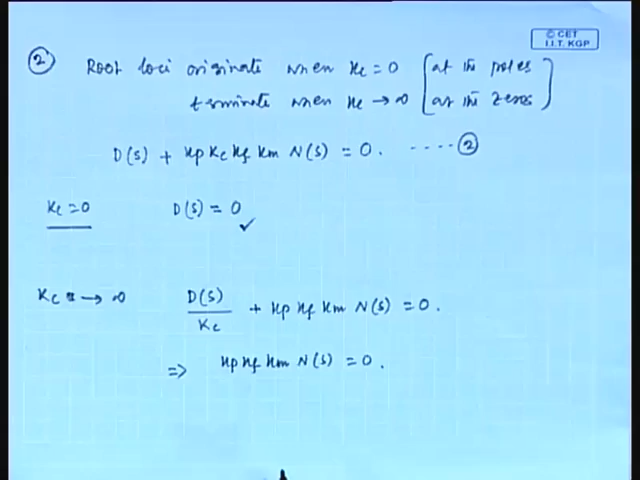 © CET
I.I.T. KGP
② Root loci originate when Kc = 0 [at the poles
terminate when Kc → ∞ at the zeros]
D(s) + Kp Kc Kf Km N(s) = 0. ····②
Kc = 0 D(s) = 0 ✓
Kc → ∞ D(s)/Kc + Kp Kf Km N(s) = 0.
⇒ Kp Kf Km N(s) = 0.